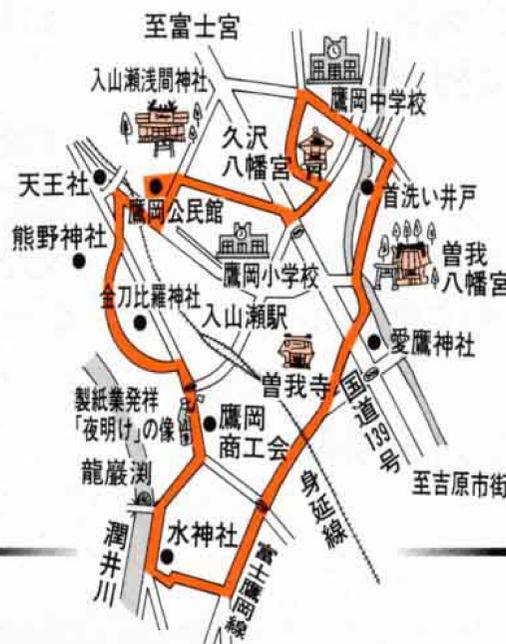 至富士宮
入山瀬浅間神社
鷹岡中学校
久沢
八幡宮
天王社
鷹岡公民館
首洗い井戸
熊野神社
鷹岡小学校
曽我
八幡宮
金刀比羅神社
入山瀬駅
愛鷹神社
曽我寺
製紙業発祥
「夜明け」の像
国道139号
鷹岡
商工会
龍巌渕
至吉原市街
身延線
水神社
潤井川
富士鷹岡線